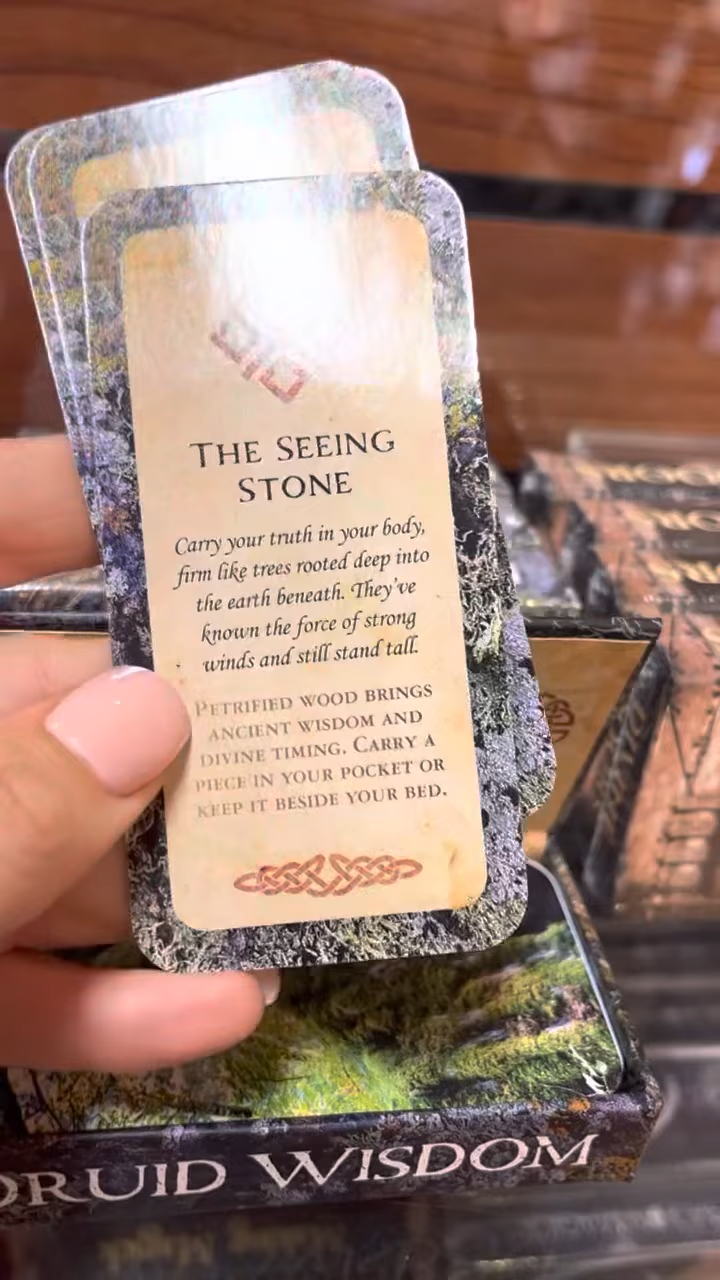 THE SEEING
STONE
Carry your truth in your body,
firm like trees rooted deep into
the earth beneath. They've
known the force of strong
winds and still stand tall.
PETRIFIED WOOD BRINGS
ANCIENT WISDOM AND
DIVINE TIMING. CARRY A
PIECE IN YOUR POCKET OR
KEEP IT BESIDE YOUR BED.
DRUID WISDOM